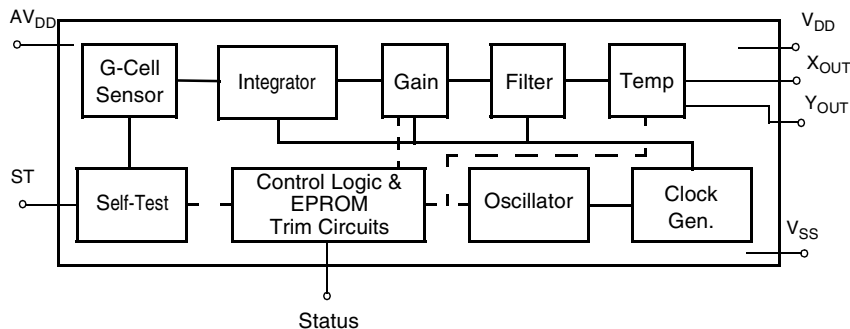 AVDD
VDD
G-Cell
Sensor
Integrator
Gain
Filter
Temp
XOUT
YOUT
ST
Self-Test
Control Logic &
EPROM
Trim Circuits
Oscillator
Clock
Gen.
VSS
Status